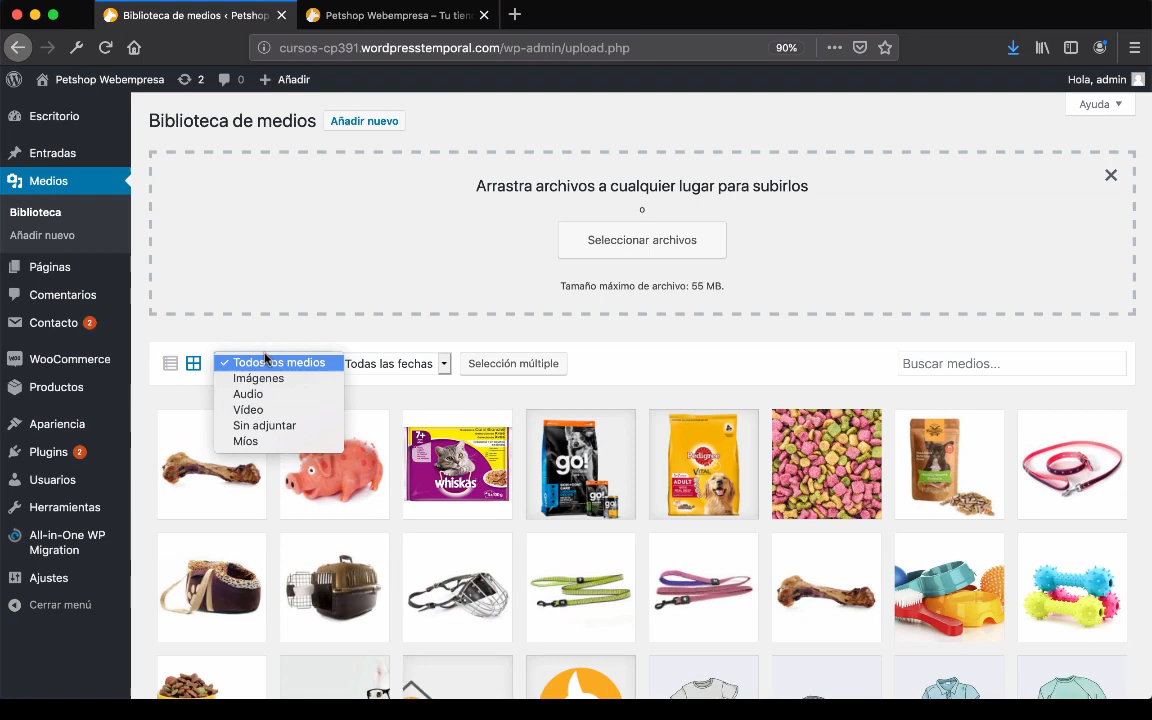 Biblioteca de medios ‹ Petshop
Petshop Webempresa – Tu tien
cursos-cp391.wordpresstemporal.com/wp-admin/upload.php
90%
Petshop Webempresa
2
0
Añadir
Hola, admin
Escritorio
Entradas
Medios
Biblioteca
Añadir nuevo
Páginas
Comentarios
Contacto 2
WooCommerce
Productos
Apariencia
Plugins 2
Usuarios
Herramientas
All-in-One WP
Migration
Ajustes
Cerrar menú
Ayuda
Biblioteca de medios
Añadir nuevo
Arrastra archivos a cualquier lugar para subirlos
o
Seleccionar archivos
Tamaño máximo de archivo: 55 MB.
Todos los medios
Imágenes
Audio
Vídeo
Sin adjuntar
Míos
Todas las fechas
Selección múltiple
Buscar medios...
7+
whiskas
go!
go!
Pedigree
VITAL
ADULT